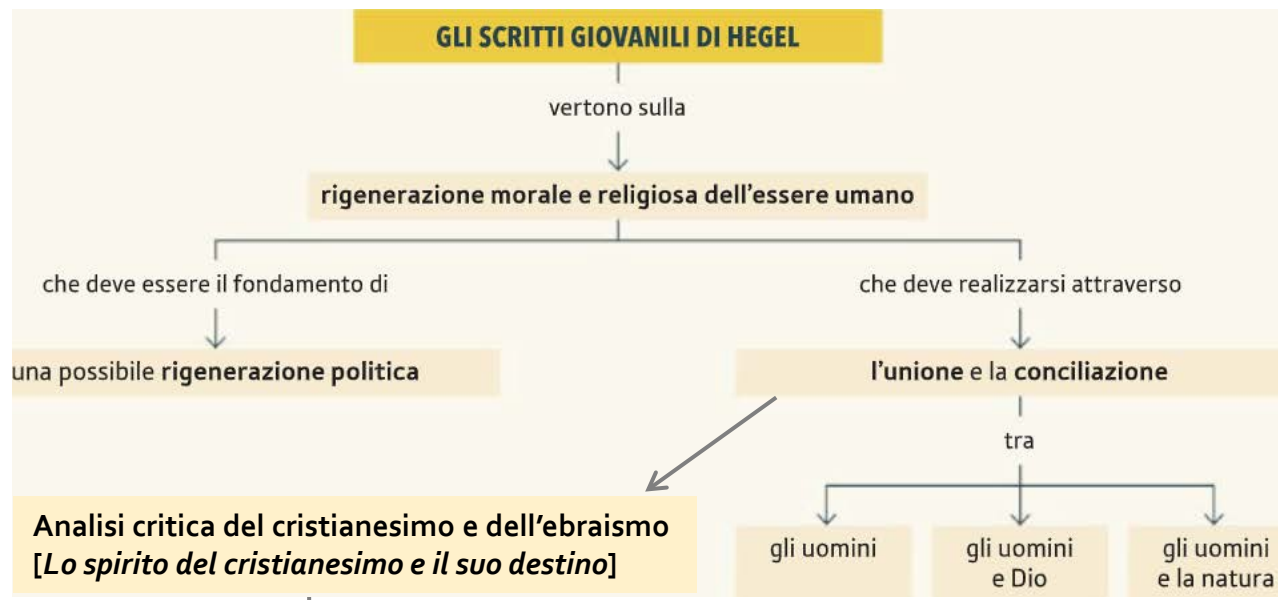 GLI SCRITTI GIOVANILI DI HEGEL
vertono sulla
rigenerazione morale e religiosa dell'essere umano
che deve essere il fondamento di
una possibile rigenerazione politica
che deve realizzarsi attraverso
l'unione e la conciliazione
tra
gli uomini
gli uomini
e Dio
gli uomini
e la natura
Analisi critica del cristianesimo e dell'ebraismo
[Lo spirito del cristianesimo e il suo destino]